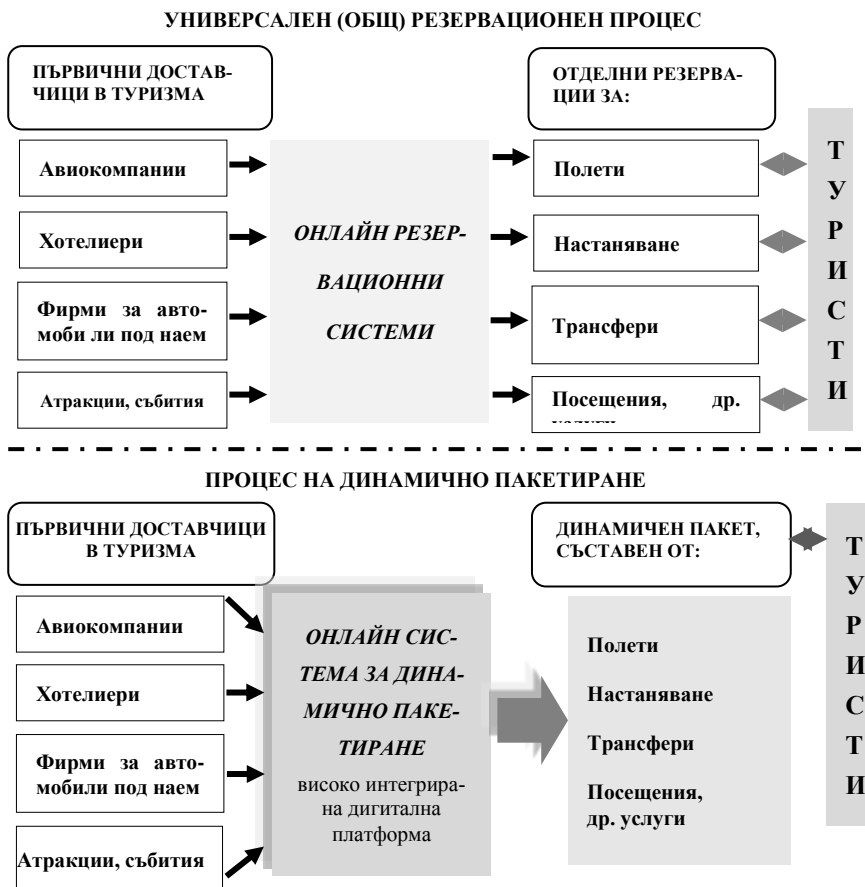 УНИВЕРСАЛЕН (ОБЩ) РЕЗЕРВАЦИОНЕН ПРОЦЕС
ПЪРВИЧНИ ДОСТАВ-
ЧИЦИ В ТУРИЗМА
ОТДЕЛНИ РЕЗЕРВА-
ЦИИ ЗА:
Авиокомпании
Хотелиери
Фирми за авто-
моби ли под наем
Атракции, събития
ОНЛАЙН РЕЗЕР-
ВАЦИОННИ
СИСТЕМИ
Полети
Настаняване
Трансфери
Посещения, др.
ТУРИСТИ
ПРОЦЕС НА ДИНАМИЧНО ПАКЕТИРАНЕ
ПЪРВИЧНИ ДОСТАВЧИЦИ
В ТУРИЗМА
ДИНАМИЧЕН ПАКЕТ,
СЪСТАВЕН ОТ:
Авиокомпании
Хотелиери
Фирми за авто-
мобили под наем
Атракции, събития
ОНЛАЙН СИС-
ТЕМА ЗА ДИНА-
МИЧНО ПАКЕ-
ТИРАНЕ
високо интегрира-
на дигитална
платформа
Полети
Настаняване
Трансфери
Посещения,
др. услуги
ТУРИСТИ